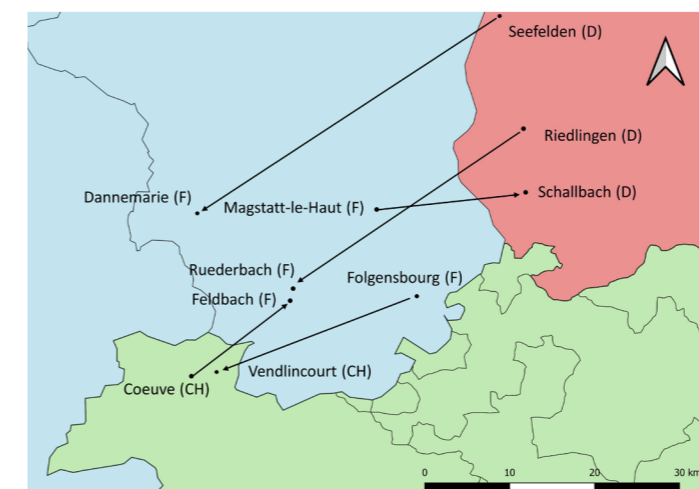 Seefelden (D)
Riedlingen (D)
Dannemarie (F)
Magstatt-le-Haut (F)
Schallbach (D)
Ruederbach (F)
Folgensbourg (F)
Feldbach (F)
Vendlincourt (CH)
Coeuve (CH)
0 10 20 30 km